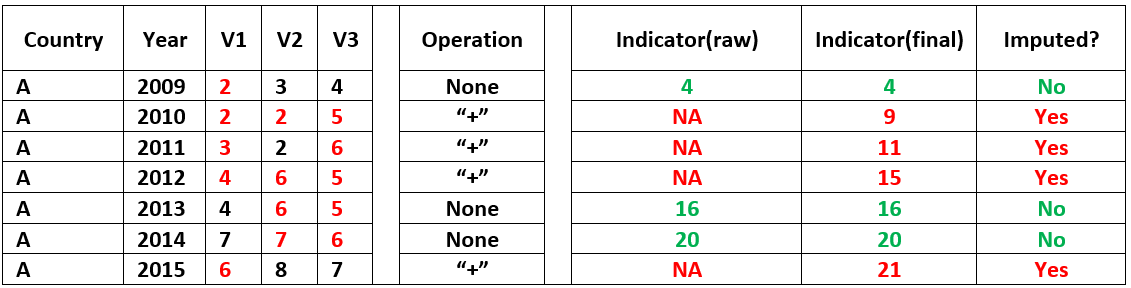 Country Year V1 V2 V3 Operation Indicator(raw) Indicator(final) Imputed?
A 2009 2 3 4 None 4 4 No
A 2010 2 2 5 “+” NA 9 Yes
A 2011 3 2 6 “+” NA 11 Yes
A 2012 4 6 5 “+” NA 15 Yes
A 2013 4 6 5 None 16 16 No
A 2014 7 7 6 None 20 20 No
A 2015 6 8 7 “+” NA 21 Yes